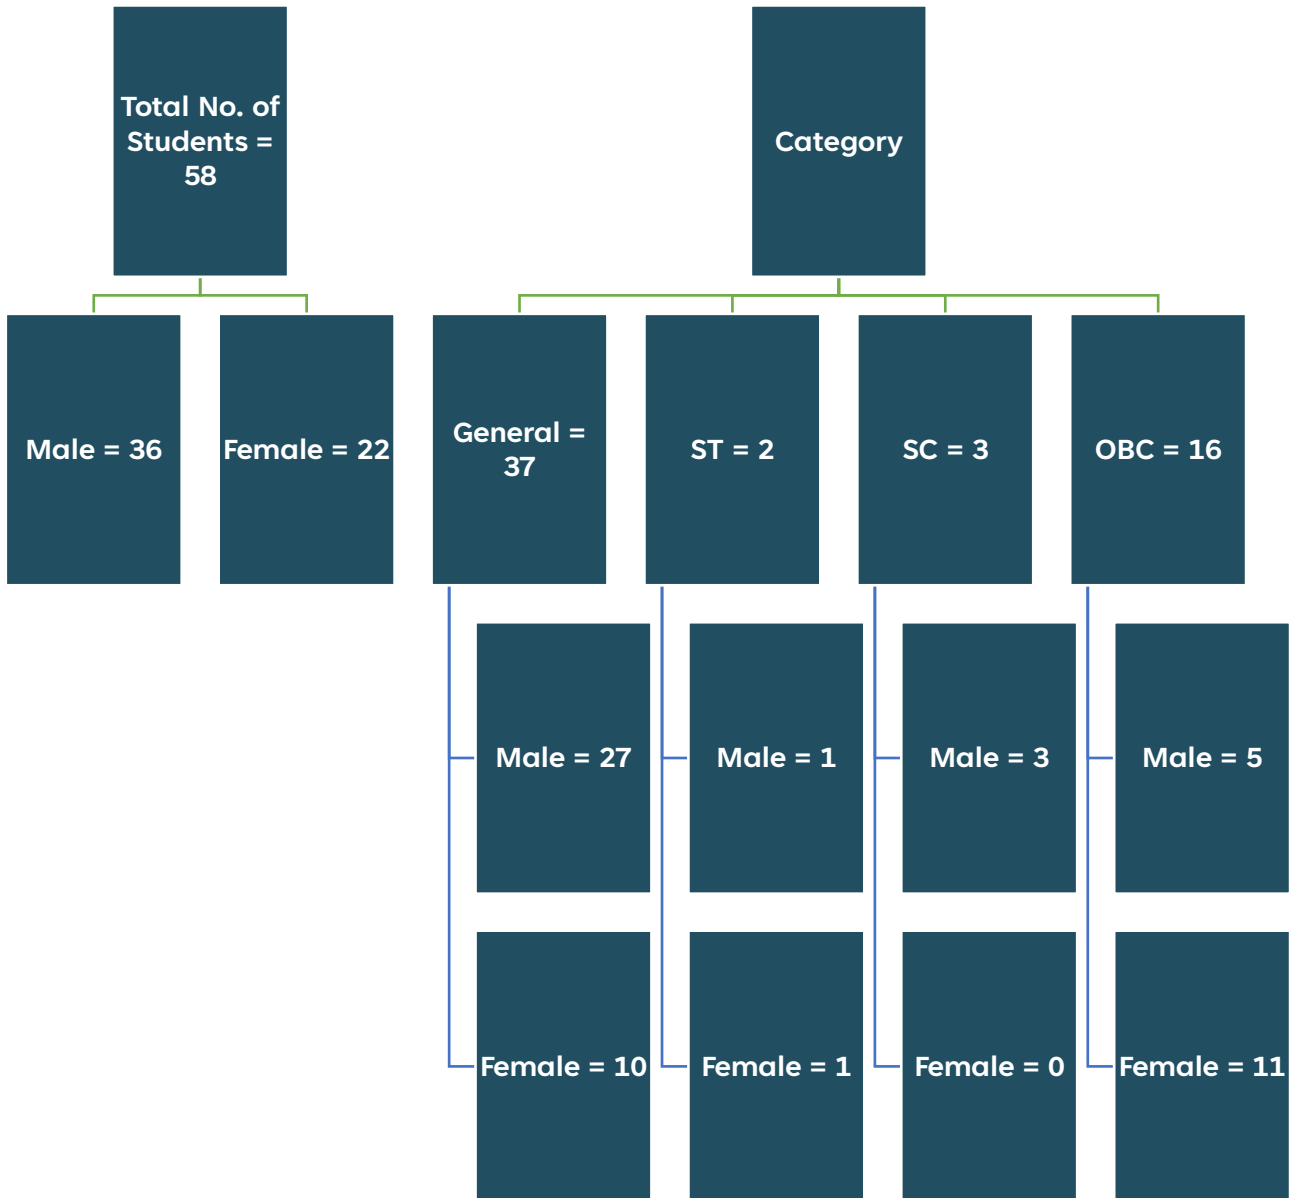 Total No. of
Students =
58
Category
Male = 36
Female = 22
General =
37
ST = 2
SC = 3
OBC = 16
Male = 27
Male = 1
Male = 3
Male = 5
Female = 10
Female = 1
Female = 0
Female = 11